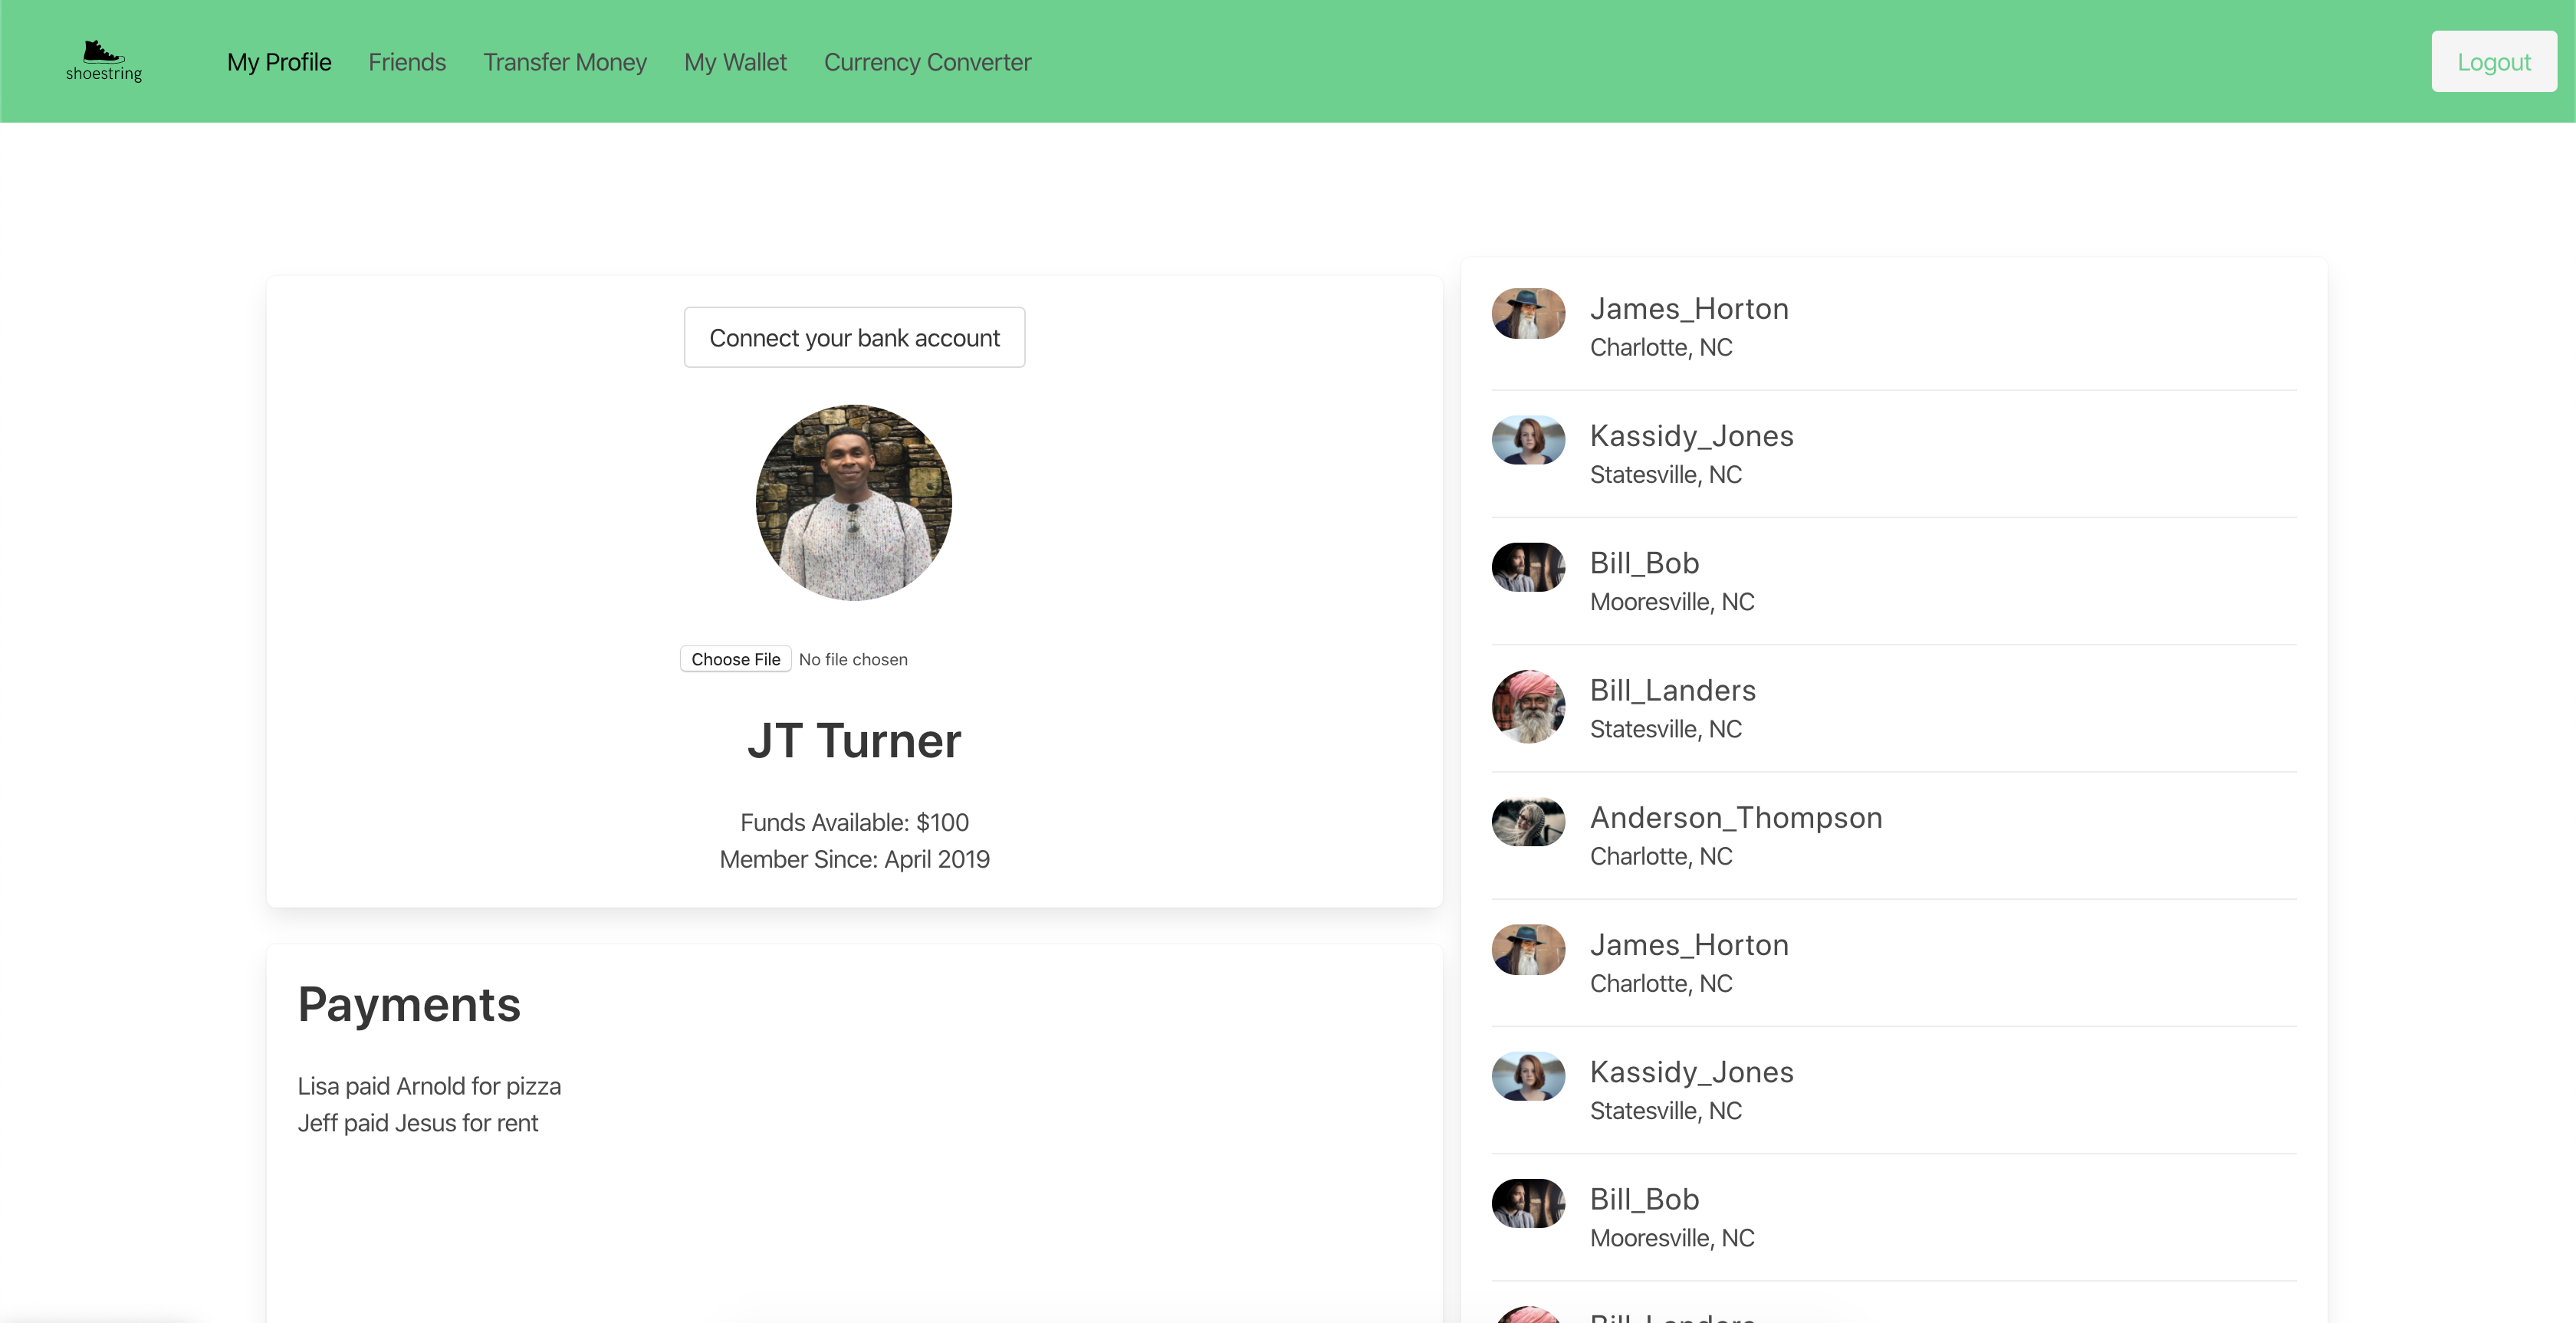 shoestring
My Profile
Friends
Transfer Money
My Wallet
Currency Converter
Logout
Connect your bank account
Choose File No file chosen
JT Turner
Funds Available: $100
Member Since: April 2019
Payments
Lisa paid Arnold for pizza
Jeff paid Jesus for rent
James_Horton
Charlotte, NC
Kassidy_Jones
Statesville, NC
Bill_Bob
Mooresville, NC
Bill_Landers
Statesville, NC
Anderson_Thompson
Charlotte, NC
James_Horton
Charlotte, NC
Kassidy_Jones
Statesville, NC
Bill_Bob
Mooresville, NC
Bill_Landers